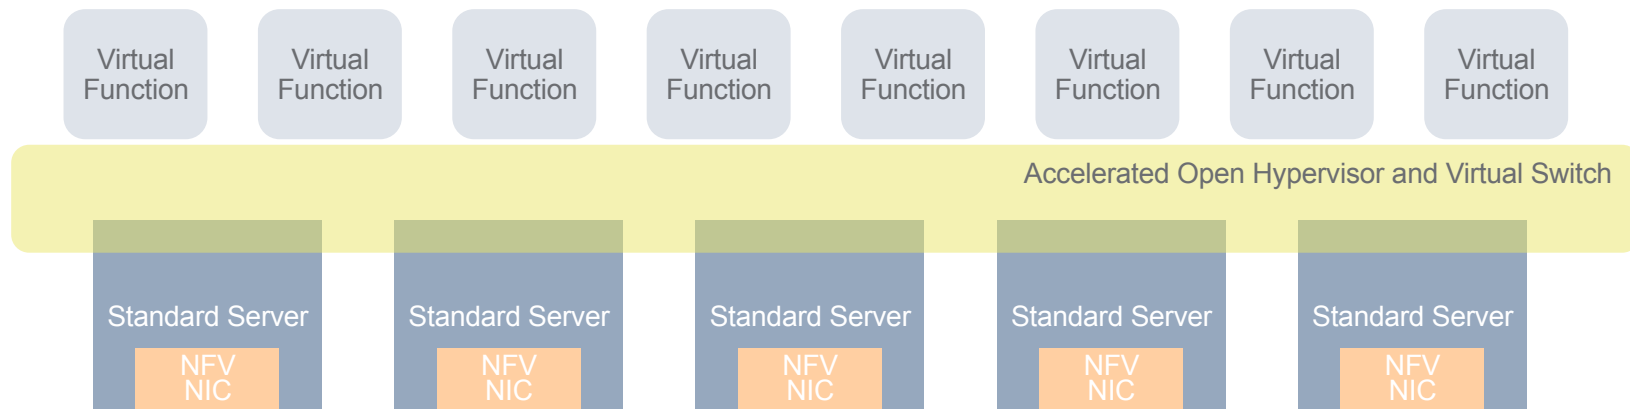 Virtual
Function
Virtual
Function
Virtual
Function
Virtual
Function
Virtual
Function
Virtual
Function
Virtual
Function
Virtual
Function
Accelerated Open Hypervisor and Virtual Switch
Standard Server
NFV
NIC
Standard Server
NFV
NIC
Standard Server
NFV
NIC
Standard Server
NFV
NIC
Standard Server
NFV
NIC